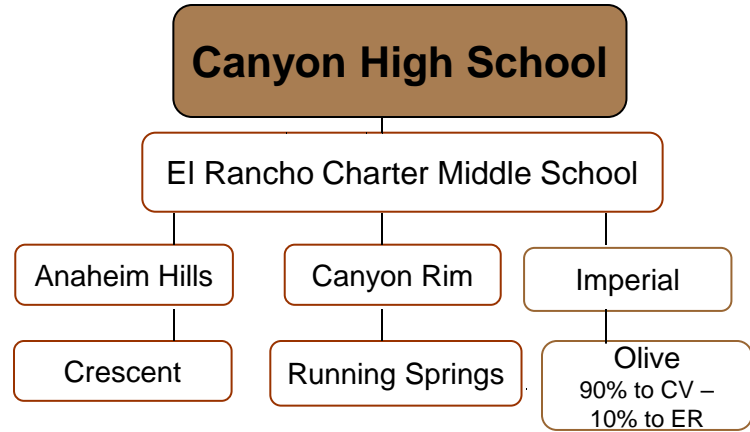 Canyon High School
El Rancho Charter Middle School
Anaheim Hills
Canyon Rim
Imperial
Crescent
Running Springs
Olive
90% to CV –
10% to ER